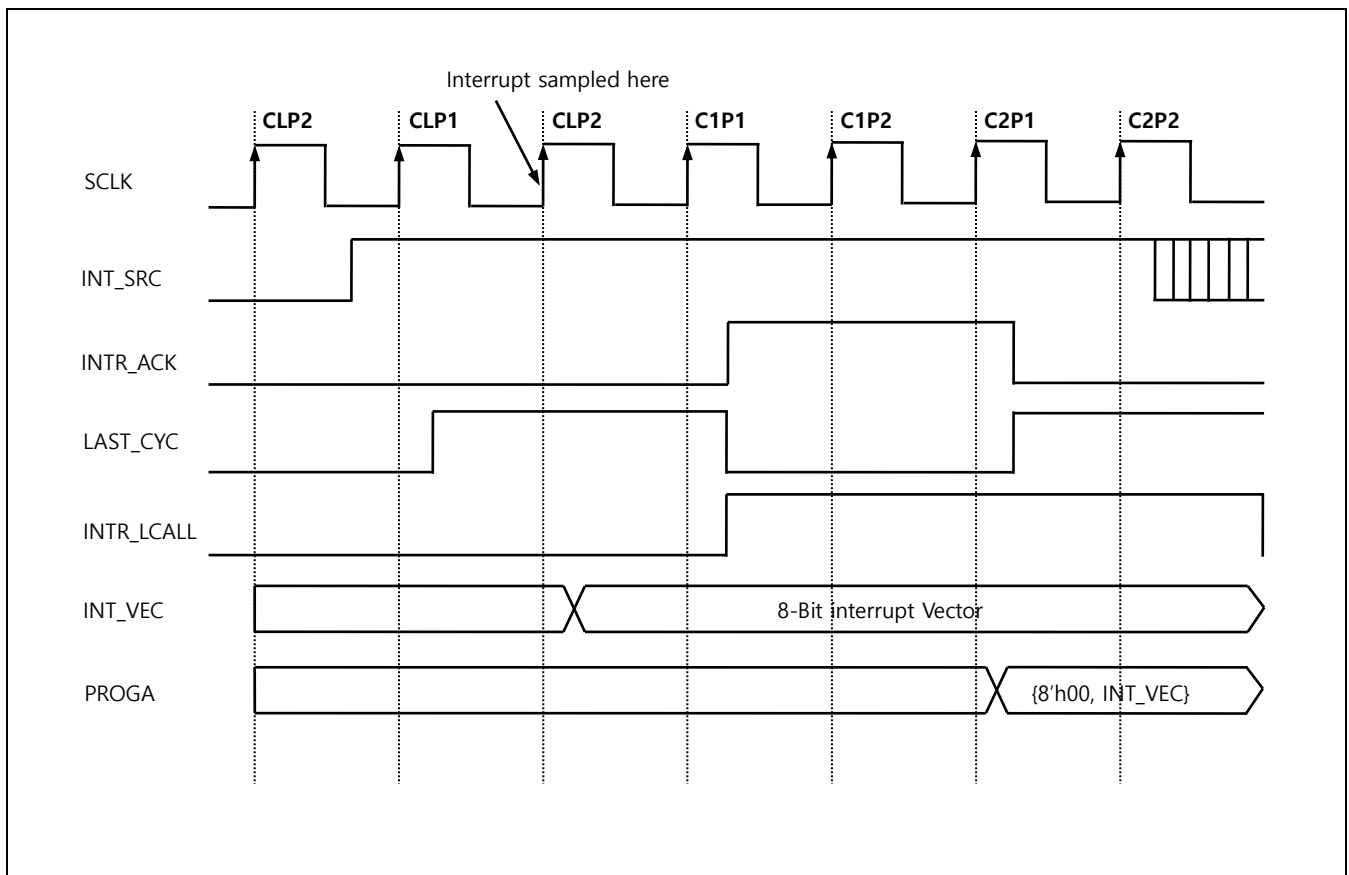 Interrupt sampled here
CLP2 CLP1 CLP2 C1P1 C1P2 C2P1 C2P2
SCLK
INT_SRC
INTR_ACK
LAST_CYC
INTR_LCALL
INT_VEC 8-Bit interrupt Vector
PROGA {8’h00, INT_VEC}